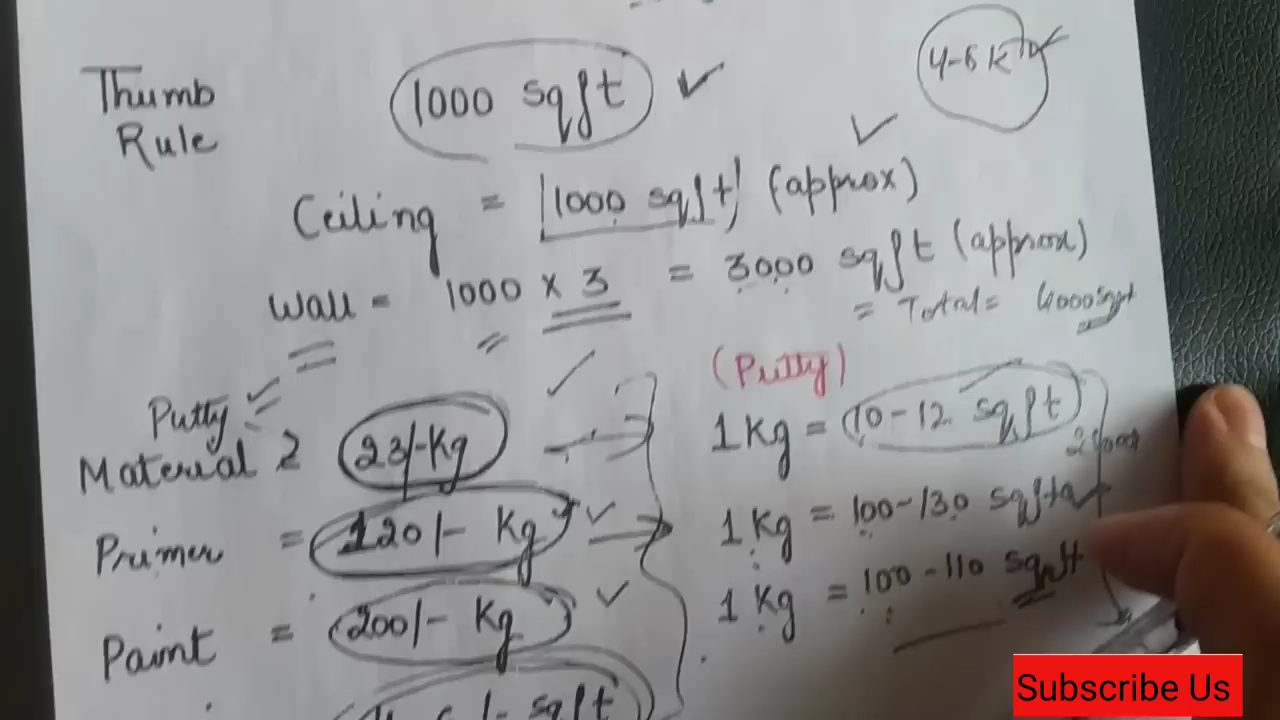 Thumb Rule
1000 sqft
Ceiling = 1000 sqft (approx)
Wall = 1000 x 3 = 3000 sqft (approx)
= Total = 4000 sqft
Putty
Material 23/- Kg
Primer = 120/- Kg
Paint = 200/- Kg
/- sqft
(Putty)
1 Kg = 10-12 sqft
1 Kg = 100-130 sqft
1 Kg = 100-110 sqft
Subscribe Us